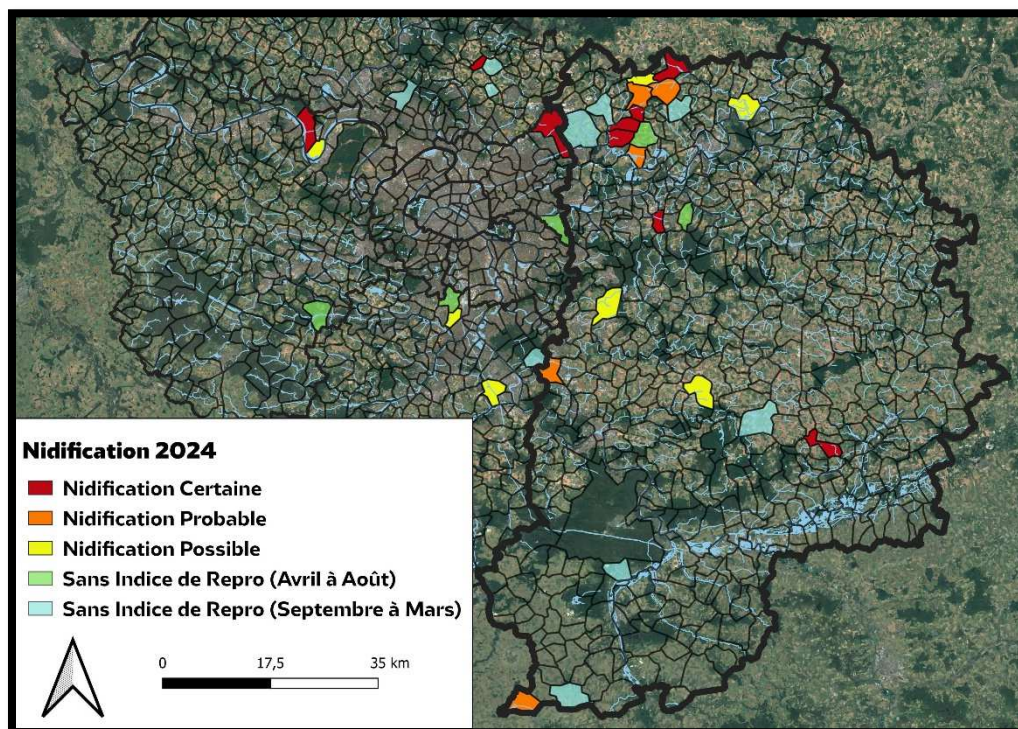 Nidification 2024
Nidification Certaine
Nidification Probable
Nidification Possible
Sans Indice de Repro (Avril à Août)
Sans Indice de Repro (Septembre à Mars)
0 17,5 35 km